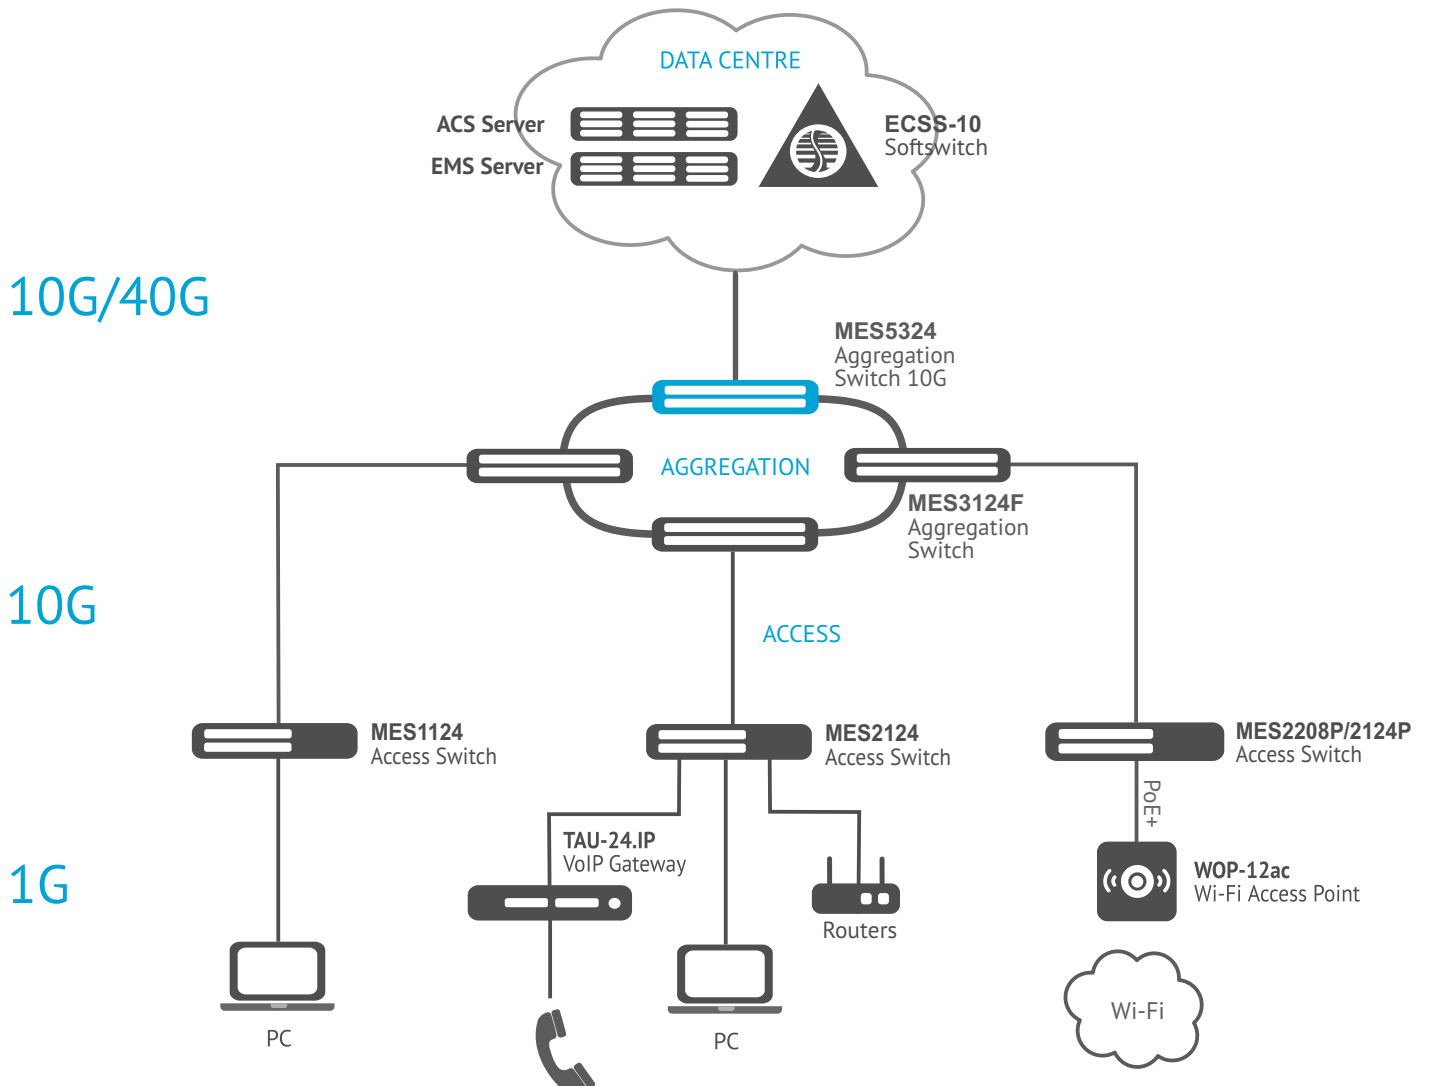 DATA CENTRE
ACS Server
EMS Server
ECSS-10
Softswitch
10G/40G
MES5324
Aggregation
Switch 10G
AGGREGATION
MES3124F
Aggregation
Switch
10G
ACCESS
MES1124
Access Switch
MES2124
Access Switch
MES2208P/2124P
Access Switch
PoE+
TAU-24.IP
VoIP Gateway
1G
WOP-12ac
Wi-Fi Access Point
Routers
Wi-Fi
PC
PC